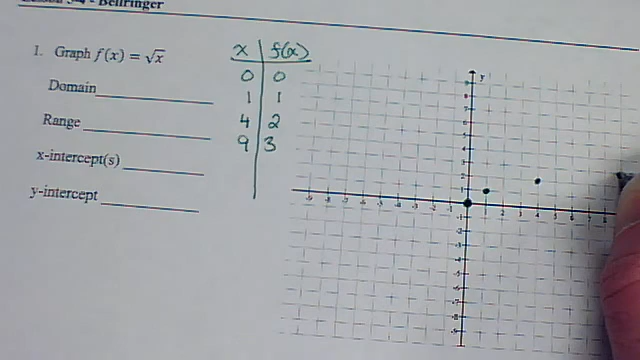 Bellringer
1. Graph f(x) = √x
Domain
Range
x-intercept(s)
y-intercept
x f(x)
0 0
1 1
4 2
9 3
y